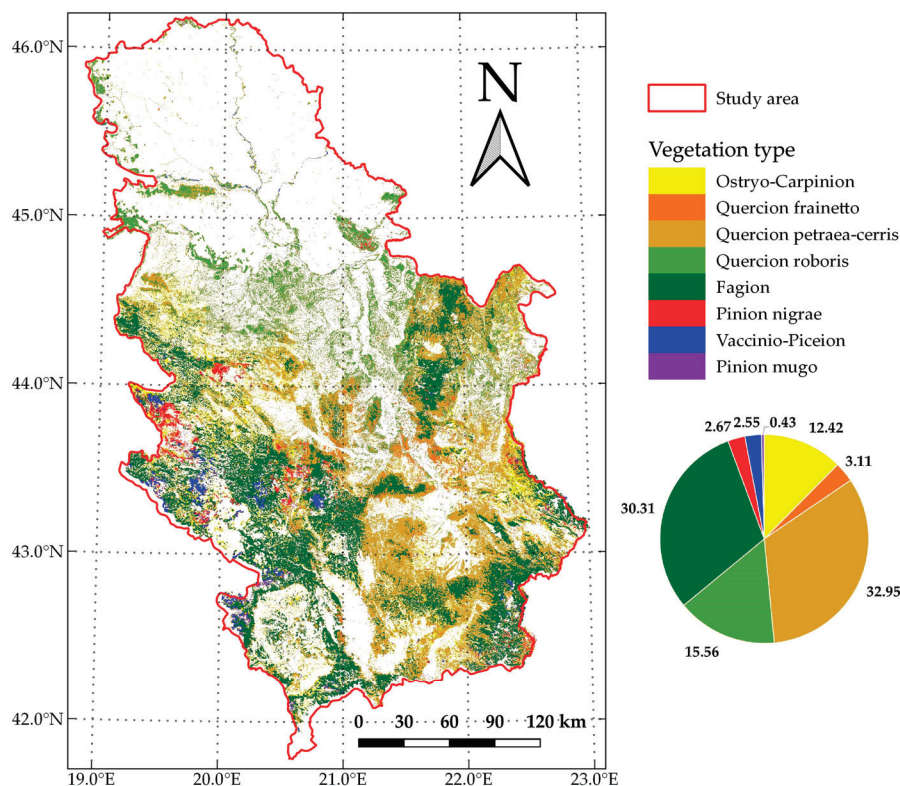 46.0°N
45.0°N
44.0°N
43.0°N
42.0°N
19.0°E
20.0°E
21.0°E
22.0°E
23.0°E
N
0 30 60 90 120 km
Study area
Vegetation type
Ostryo-Carpinion
Quercion frainetto
Quercion petraea-cerris
Quercion roboris
Fagion
Pinion nigrae
Vaccinio-Piceion
Pinion mugo
2.67
2.55
0.43
12.42
3.11
30.31
32.95
15.56